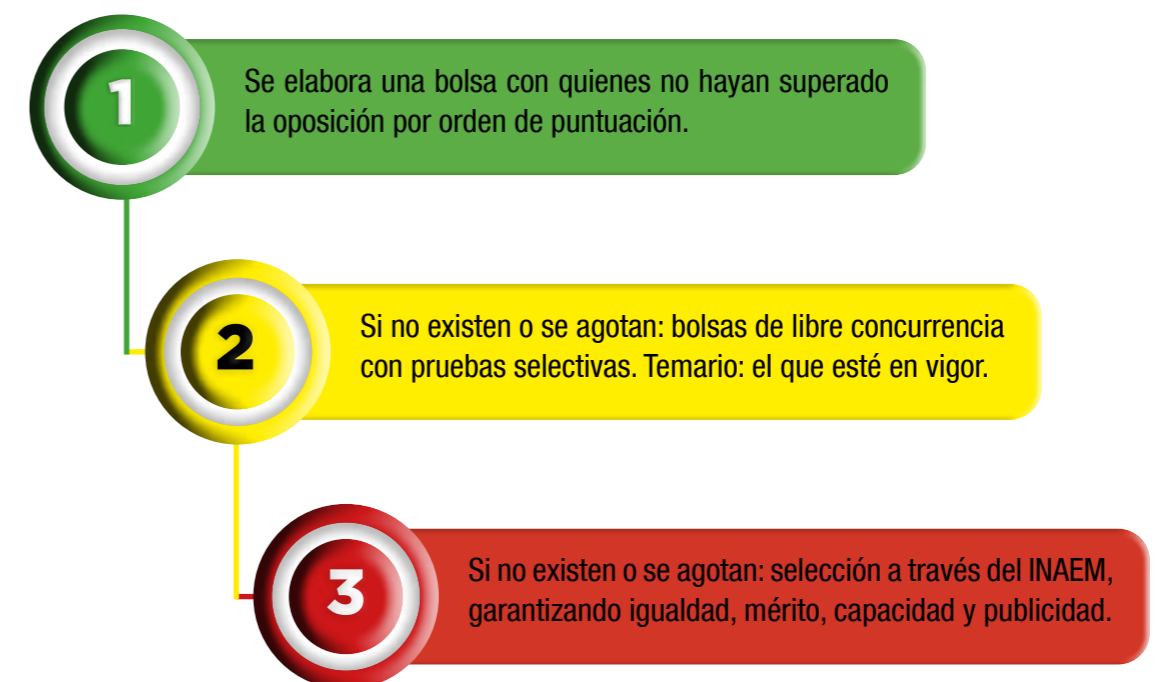 1
Se elabora una bolsa con quienes no hayan superado
la oposición por orden de puntuación.
2
Si no existen o se agotan: bolsas de libre concurrencia
con pruebas selectivas. Temario: el que esté en vigor.
3
Si no existen o se agotan: selección a través del INAEM,
garantizando igualdad, mérito, capacidad y publicidad.